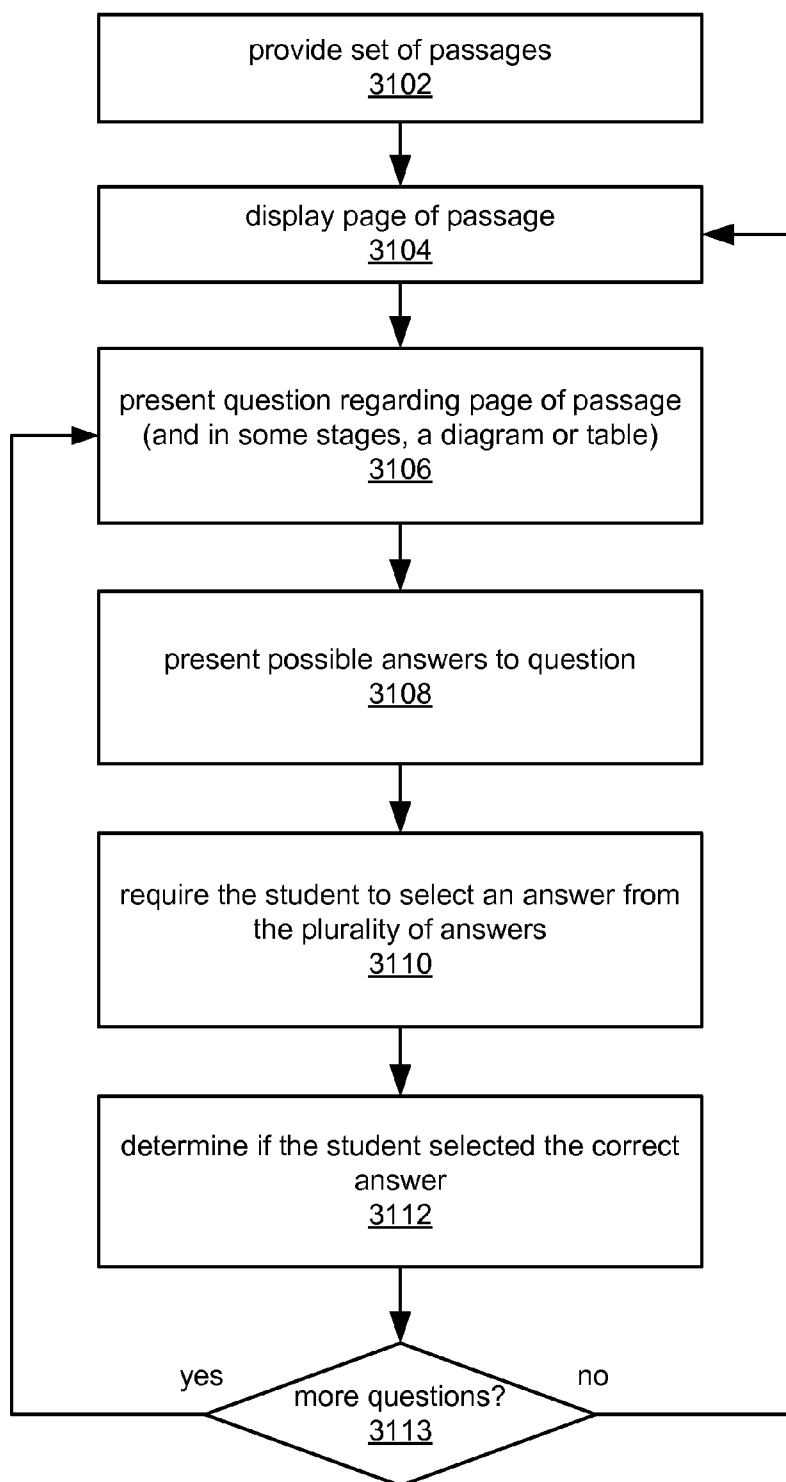 provide set of passages
3102
display page of passage
3104
present question regarding page of passage
(and in some stages, a diagram or table)
3106
present possible answers to question
3108
require the student to select an answer from
the plurality of answers
3110
determine if the student selected the correct
answer
3112
yes
no
more questions?
3113